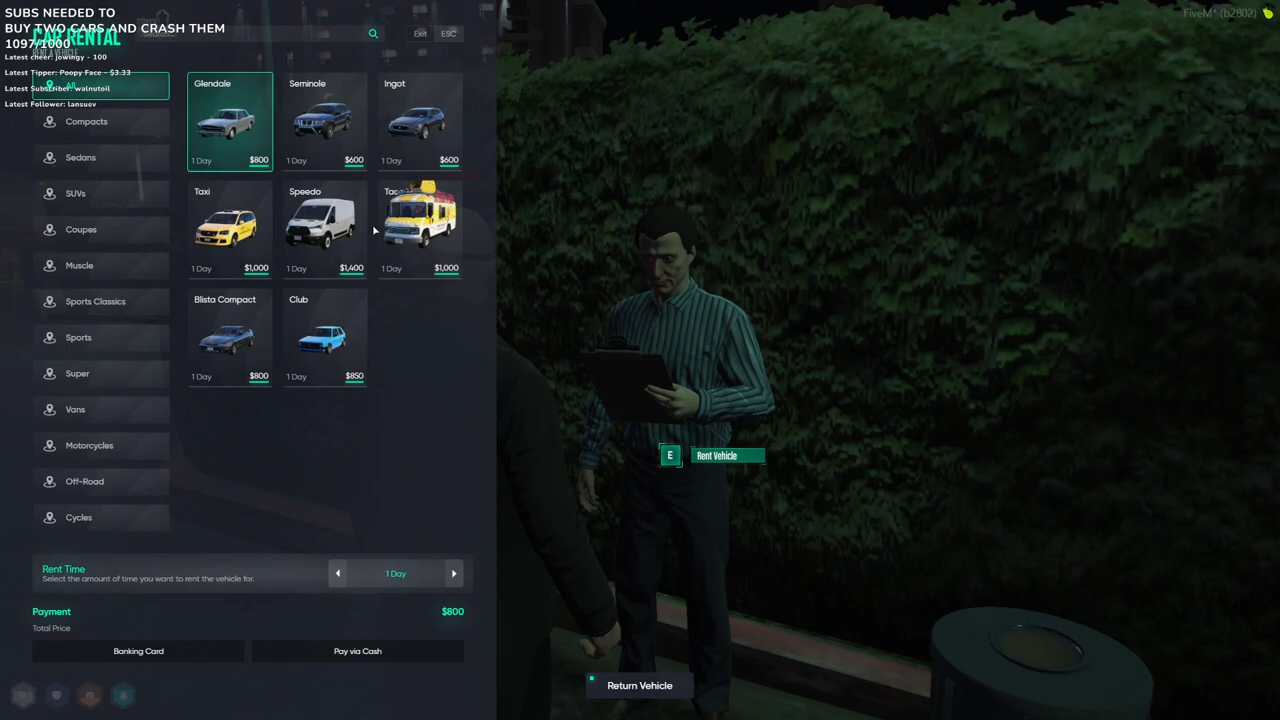 SUBS NEEDED TO
BUY TWO CARS AND CRASH THEM
1097/1000
CAR RENTAL
Latest cheer: jowingy - 100
Latest Tipper: Poopy Face - $3.33
Latest Subscriber: walnutoil
Latest Follower: lansuev
Exit ESC
FiveM* (b2802)
All
Compacts
Sedans
SUVs
Coupes
Muscle
Sports Classics
Sports
Super
Vans
Motorcycles
Off-Road
Cycles
Glendale
1 Day $800
Seminole
1 Day $600
Ingot
1 Day $600
Taxi
1 Day $1,000
Speedo
1 Day $1,400
Tac
1 Day $1,000
Blista Compact
1 Day $800
Club
1 Day $850
Rent Time
Select the amount of time you want to rent the vehicle for.
1 Day
Payment $800
Total Price
Banking Card
Pay via Cash
E Rent Vehicle
Return Vehicle